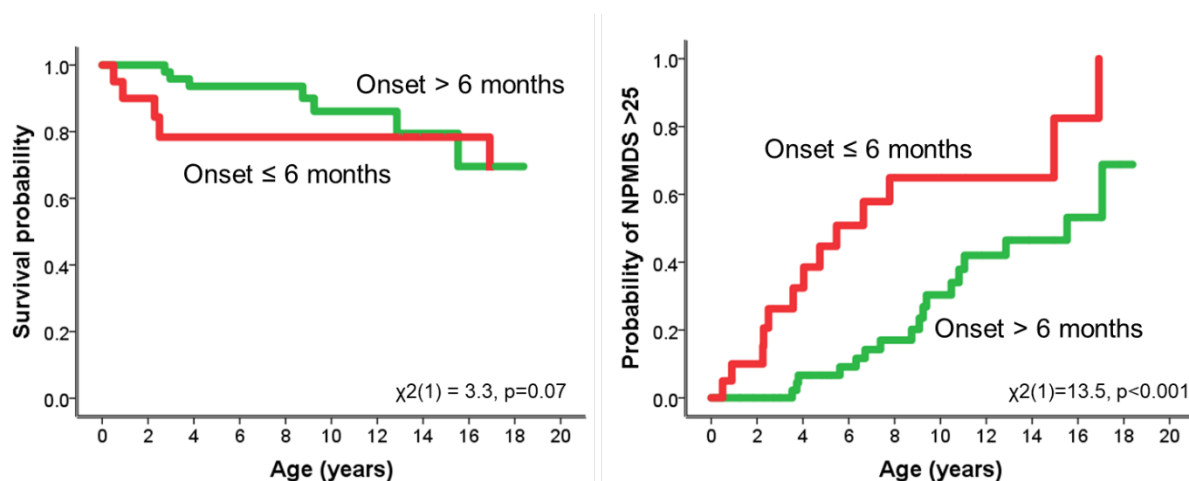 Survival probability
1.0
0.8
0.6
0.4
0.2
0.0
Onset > 6 months
Onset ≤ 6 months
χ2(1) = 3.3, p=0.07
0 2 4 6 8 10 12 14 16 18 20
Age (years)
Probability of NPMDS >25
1.0
0.8
0.6
0.4
0.2
0.0
Onset ≤ 6 months
Onset > 6 months
χ2(1)=13.5, p<0.001
0 2 4 6 8 10 12 14 16 18 20
Age (years)